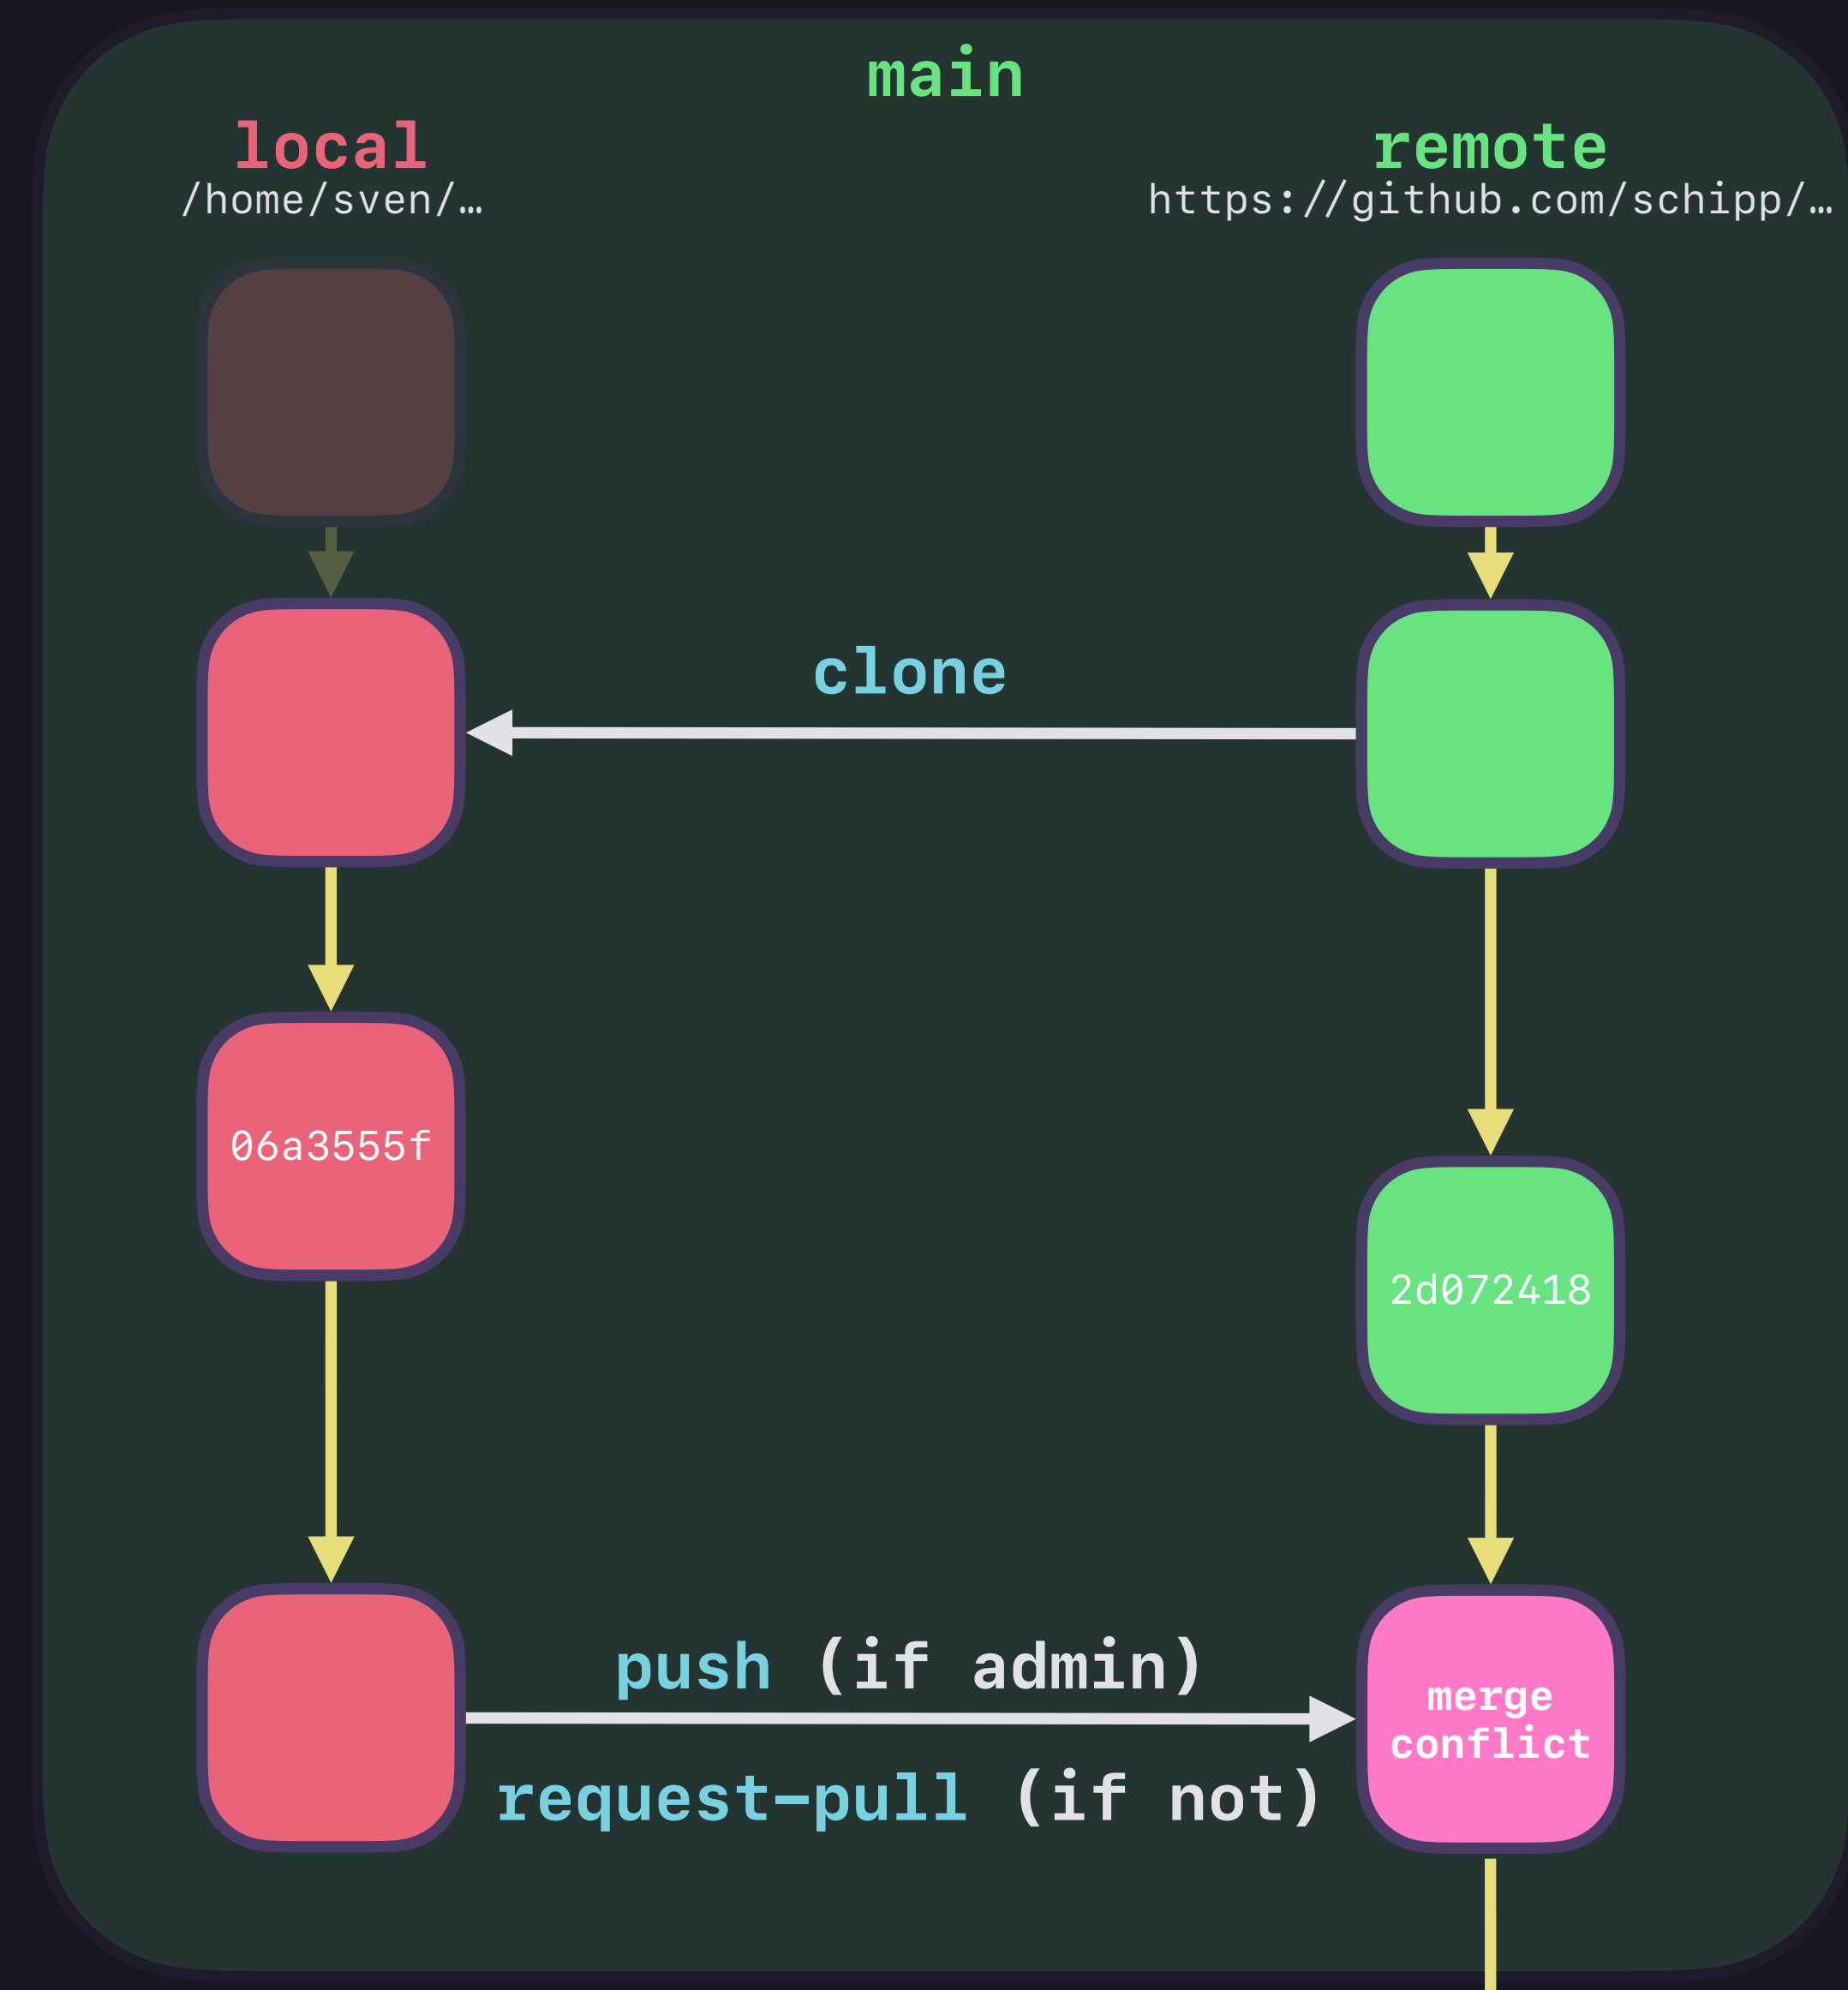 main
local
/home/sven/…
remote
https://github.com/schipp/…
clone
06a3555f
2d072418
push (if admin)
merge
conflict
request-pull (if not)